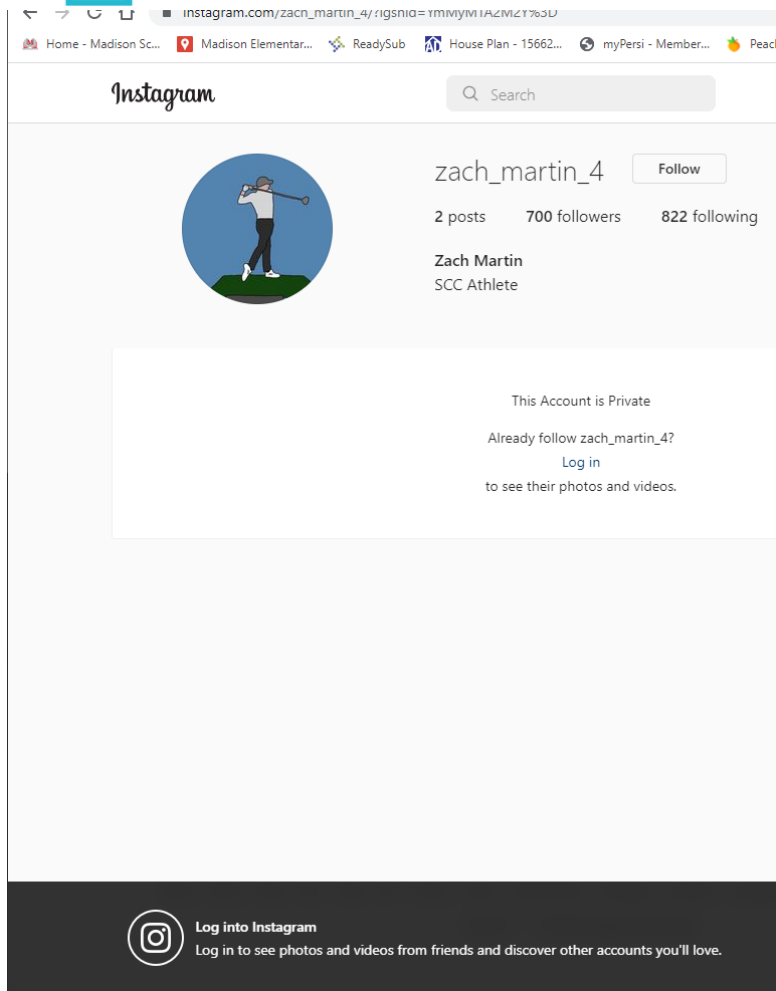 instagram.com/zach_martin_4/?igshid=YmMyMTA2M2Y%3D
Home - Madison Sc... Madison Elementar... ReadySub House Plan - 15662... myPersi - Member... Peac
Instagram Search
zach_martin_4 Follow
2 posts 700 followers 822 following
Zach Martin
SCC Athlete
This Account is Private
Already follow zach_martin_4?
Log in
to see their photos and videos.
Log into Instagram
Log in to see photos and videos from friends and discover other accounts you'll love.